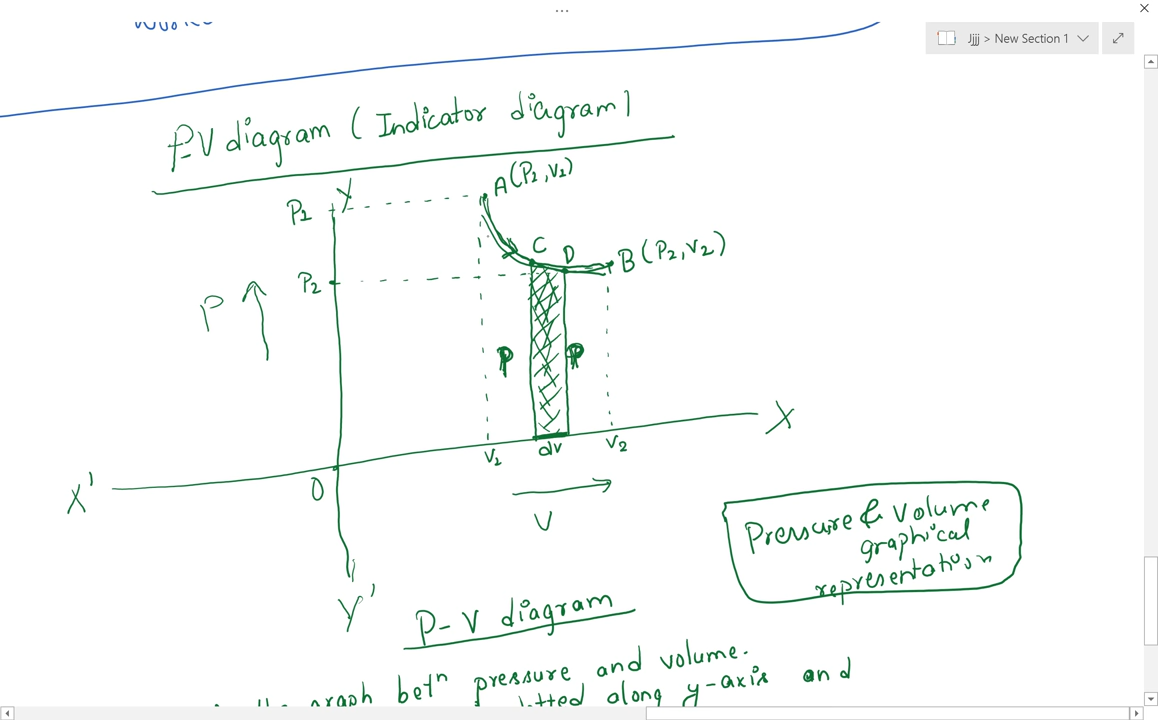 Jjjj > New Section 1
P-V diagram ( Indicator diagram)
Y
P₁
A(P₁,V₁)
P₂
C
D
B(P₂,V₂)
P
P
P
X
V₁
dv
V₂
O
X'
V
Pressure & Volume
graphical
representation
Y'
P-V diagram
graph betⁿ pressure and volume.
along y-axis and